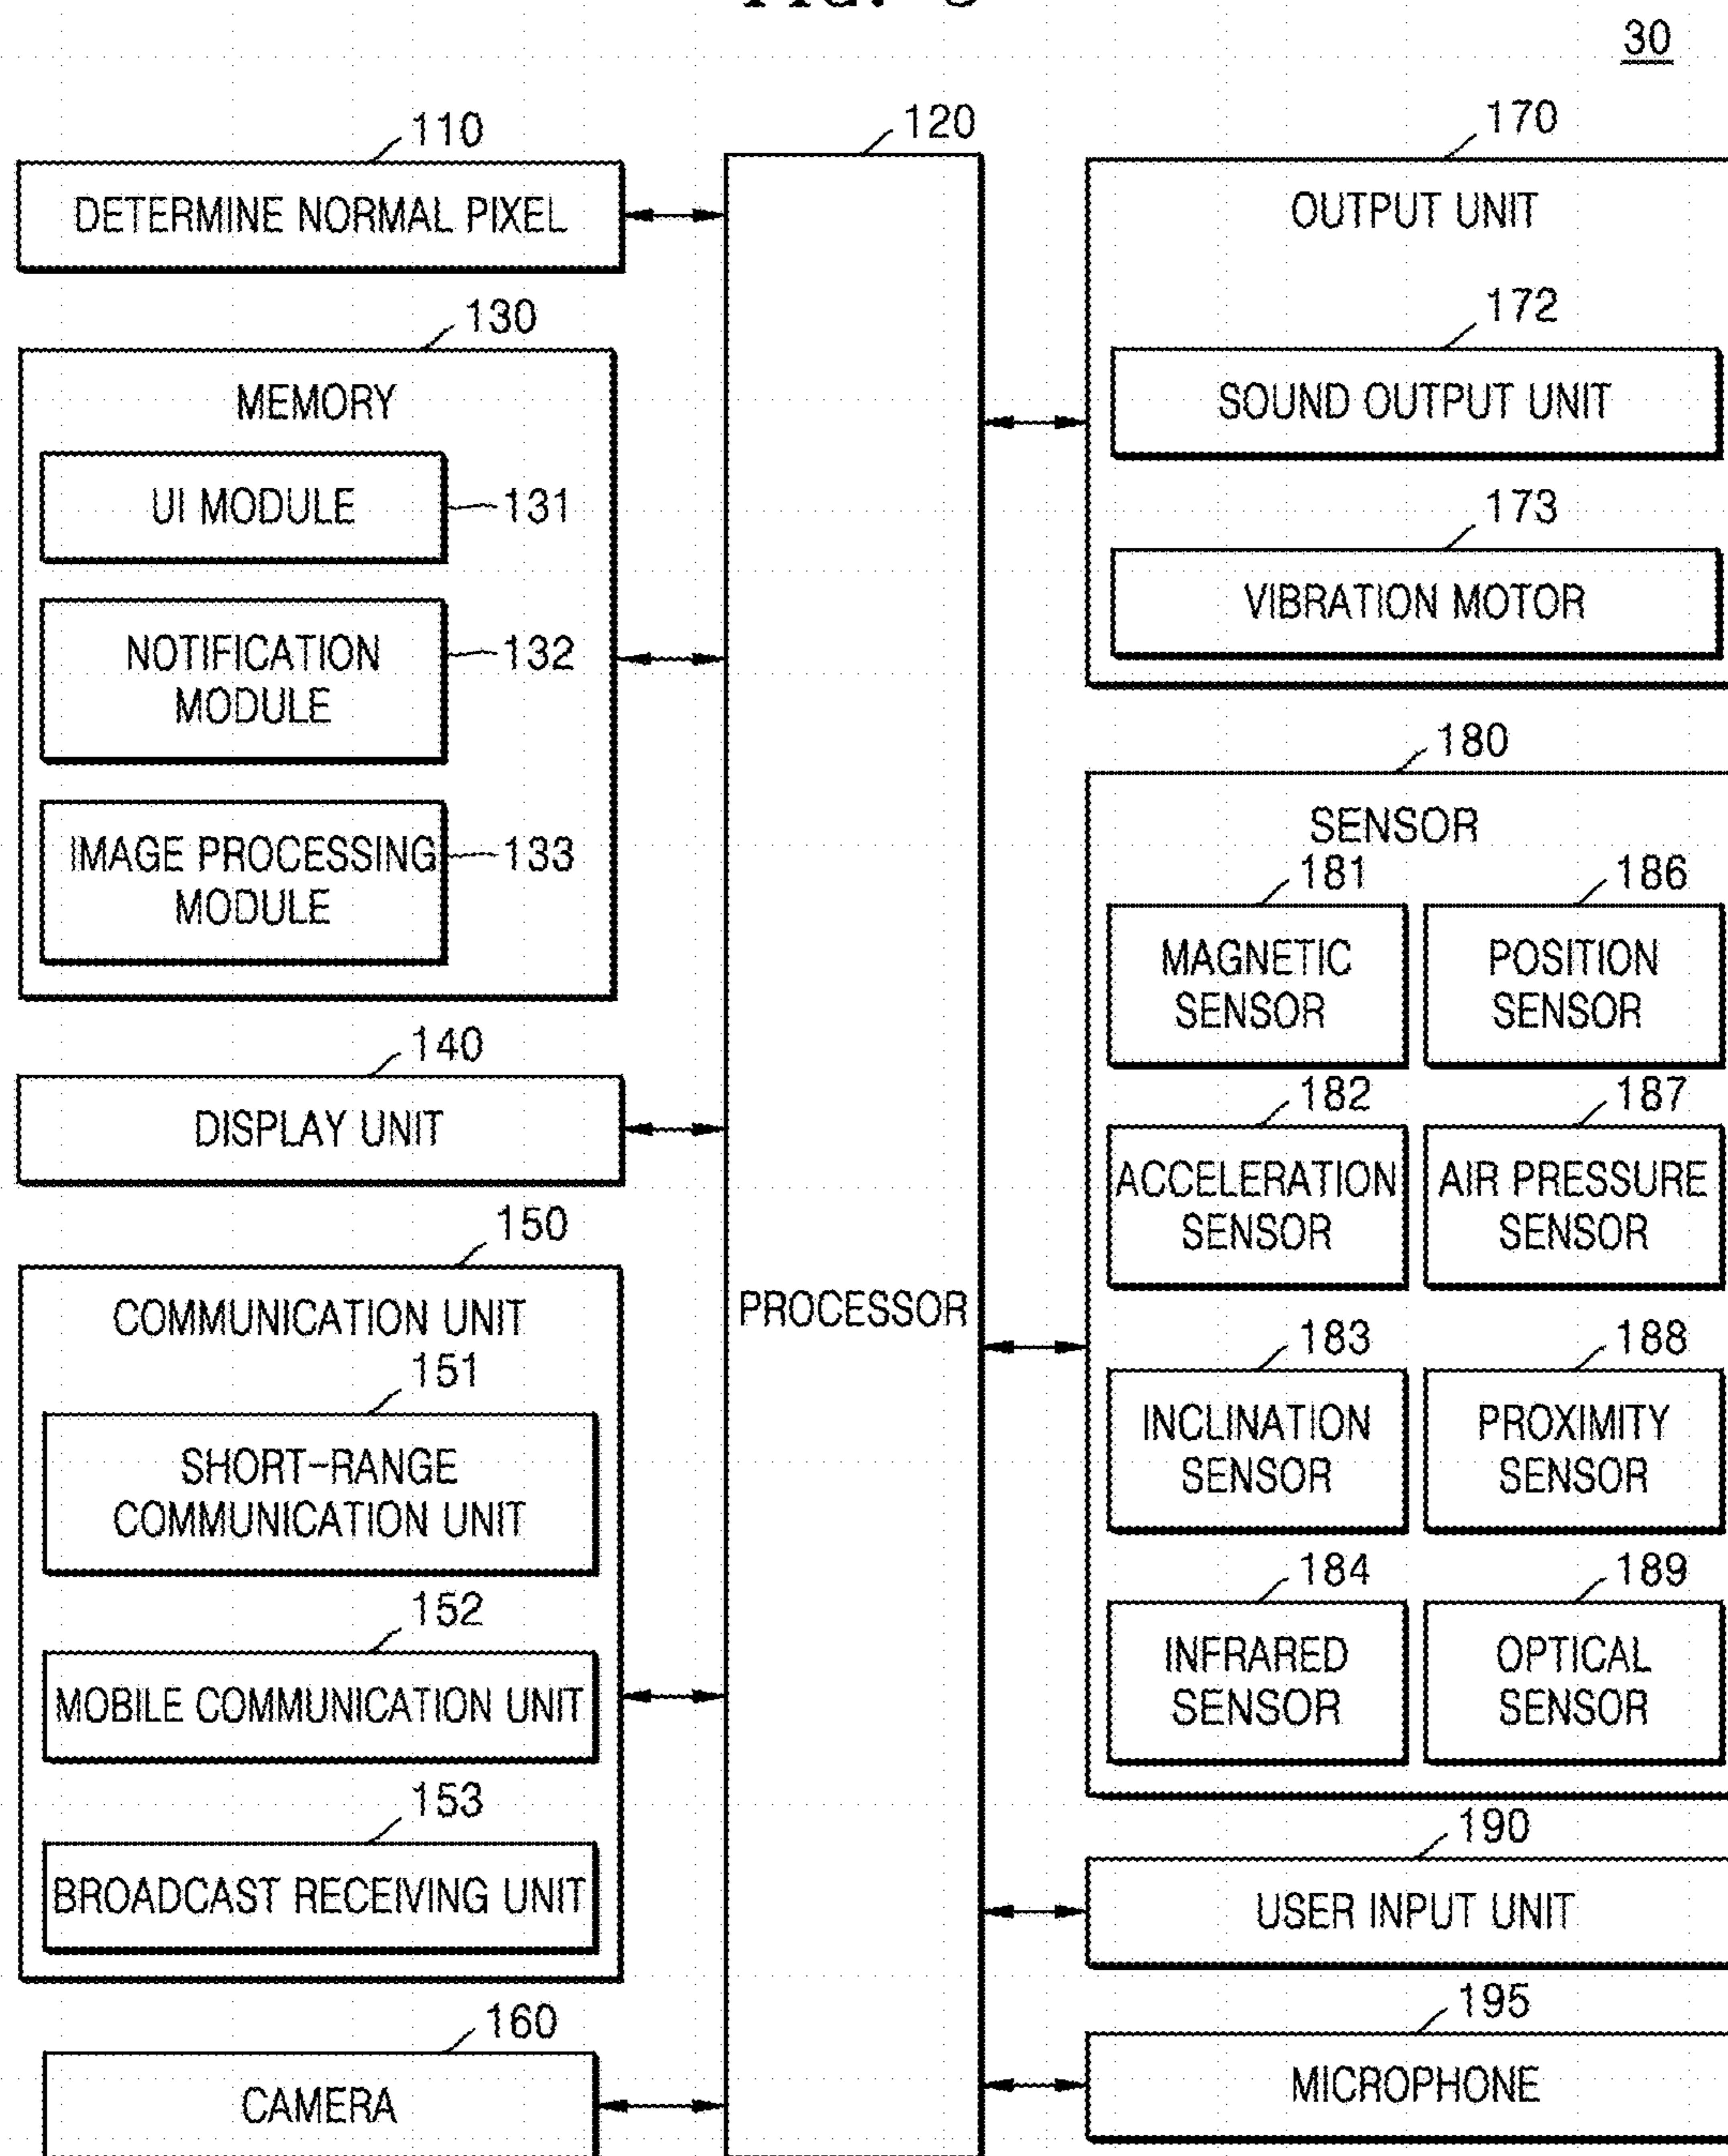 30
110
DETERMINE NORMAL PIXEL
130
MEMORY
UI MODULE
131
NOTIFICATION
MODULE
132
IMAGE PROCESSING
MODULE
133
140
DISPLAY UNIT
150
COMMUNICATION UNIT
151
SHORT-RANGE
COMMUNICATION UNIT
152
MOBILE COMMUNICATION UNIT
153
BROADCAST RECEIVING UNIT
160
CAMERA
120
PROCESSOR
170
OUTPUT UNIT
172
SOUND OUTPUT UNIT
173
VIBRATION MOTOR
180
SENSOR
181
MAGNETIC
SENSOR
186
POSITION
SENSOR
182
ACCELERATION
SENSOR
187
AIR PRESSURE
SENSOR
183
INCLINATION
SENSOR
188
PROXIMITY
SENSOR
184
INFRARED
SENSOR
189
OPTICAL
SENSOR
190
USER INPUT UNIT
195
MICROPHONE